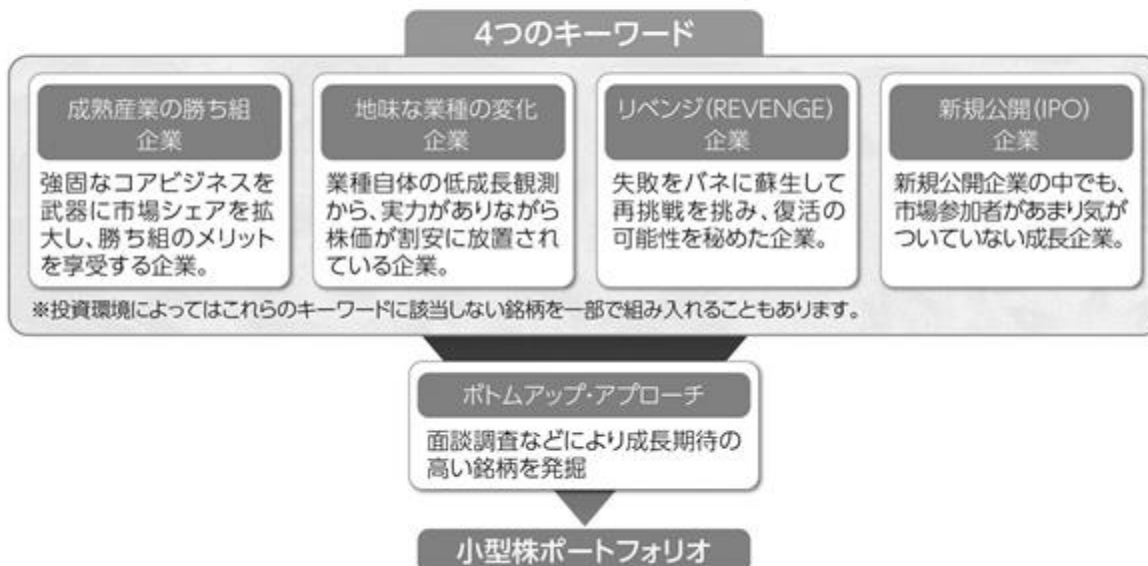 4つのキーワード
成熟産業の勝ち組
企業
強固なコアビジネスを
武器に市場シェアを拡
大し、勝ち組のメリット
を享受する企業。
地味な業種の変化
企業
業種自体の低成長観測
から、実力がありながら
株価が割安に放置され
ている企業。
リベンジ(REVENGE)
企業
失敗をバネに蘇生して
再挑戦を挑み、復活の
可能性を秘めた企業。
新規公開(IPO)
企業
新規公開企業の中でも、
市場参加者があまり気が
ついていない成長企業。
※投資環境によってはこれらのキーワードに該当しない銘柄を一部で組み入れることもあります。
ボトムアップ・アプローチ
面談調査などにより成長期待の
高い銘柄を発掘
小型株ポートフォリオ